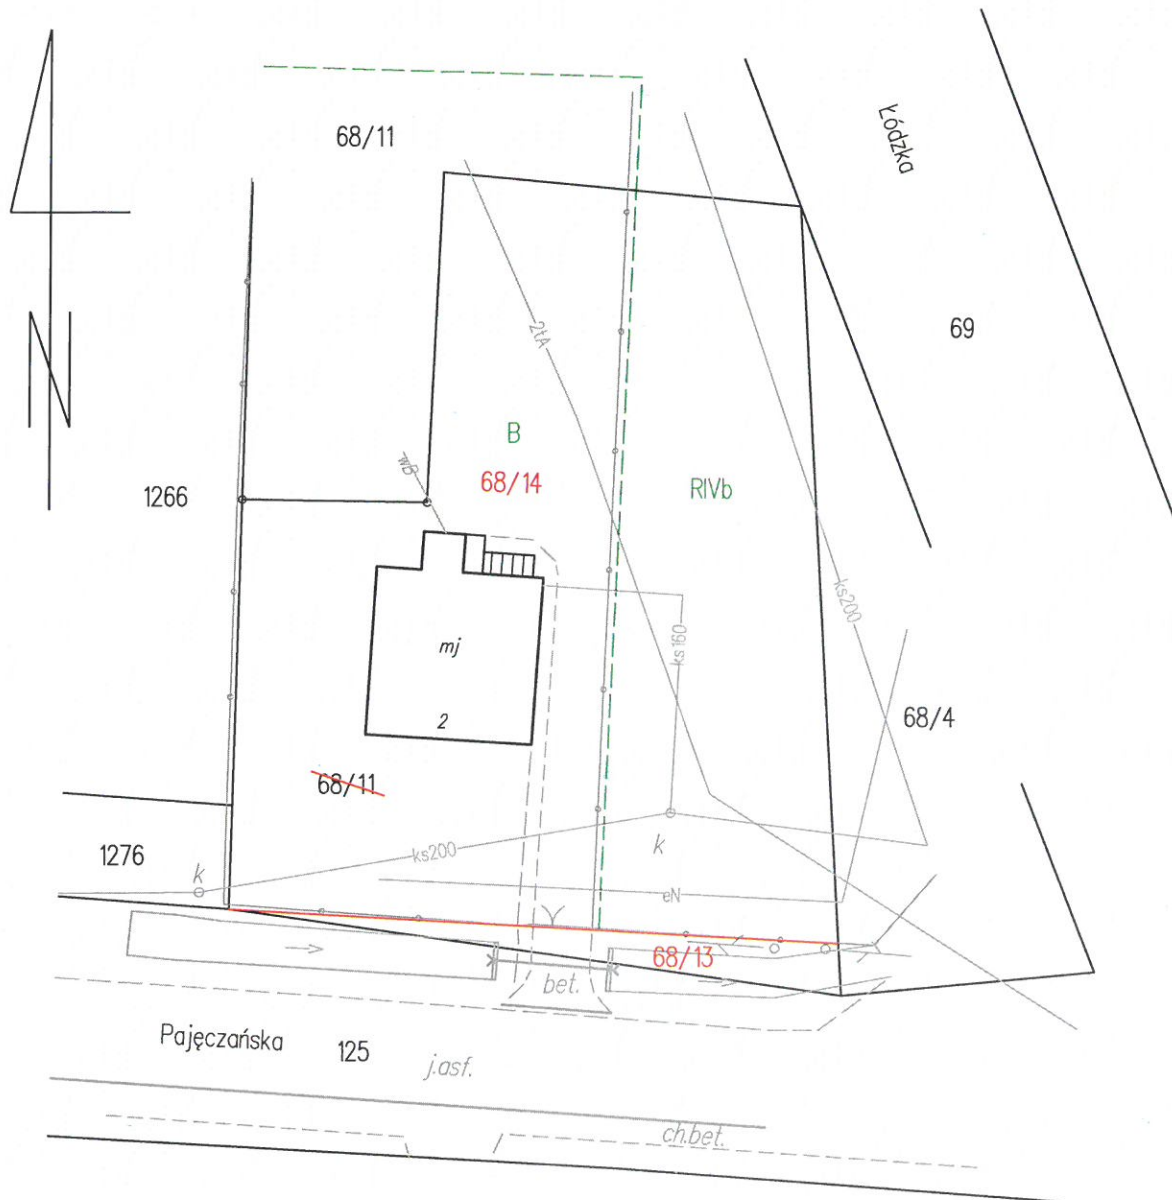 68/11
Łódzka
69
2tA
N
B
68/14
RIVb
wB
1266
ks200
ks160
mj
68/4
2
68/11
1276
k
ks200
k
eN
68/13
bet.
Pajęczańska
125
j.asf.
ch.bet.